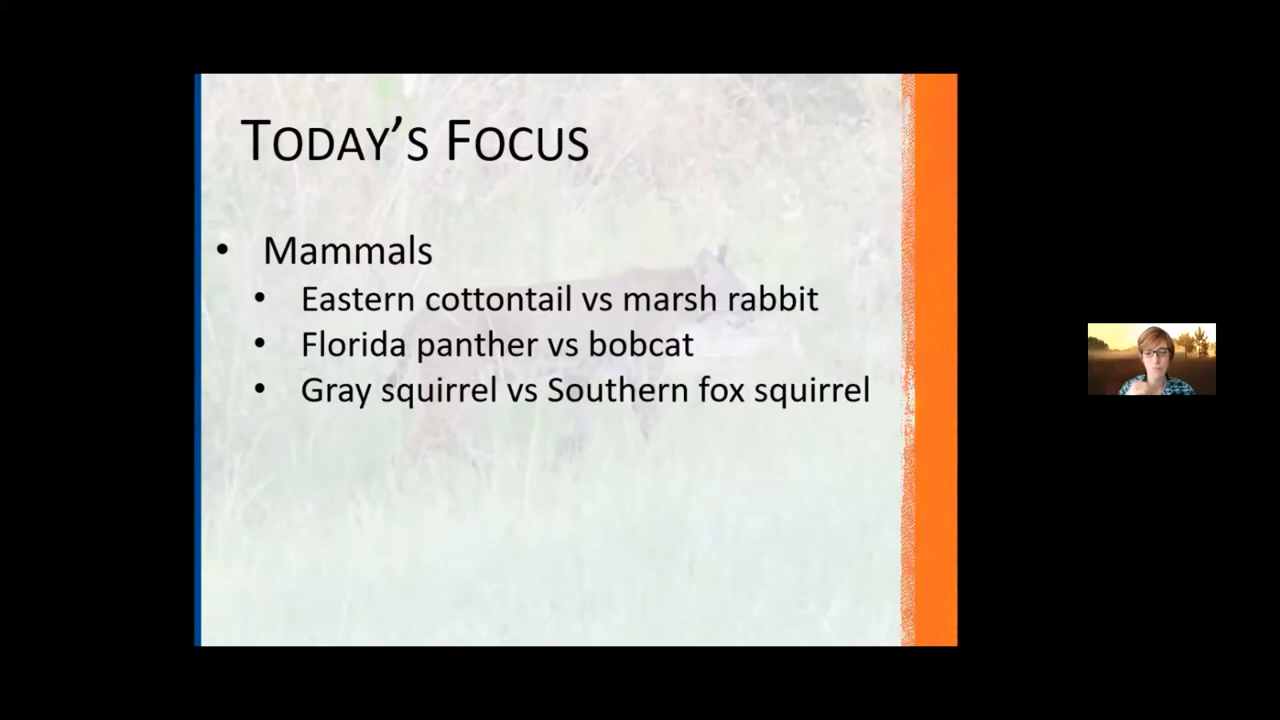 Today's Focus
• Mammals
• Eastern cottontail vs marsh rabbit
• Florida panther vs bobcat
• Gray squirrel vs Southern fox squirrel